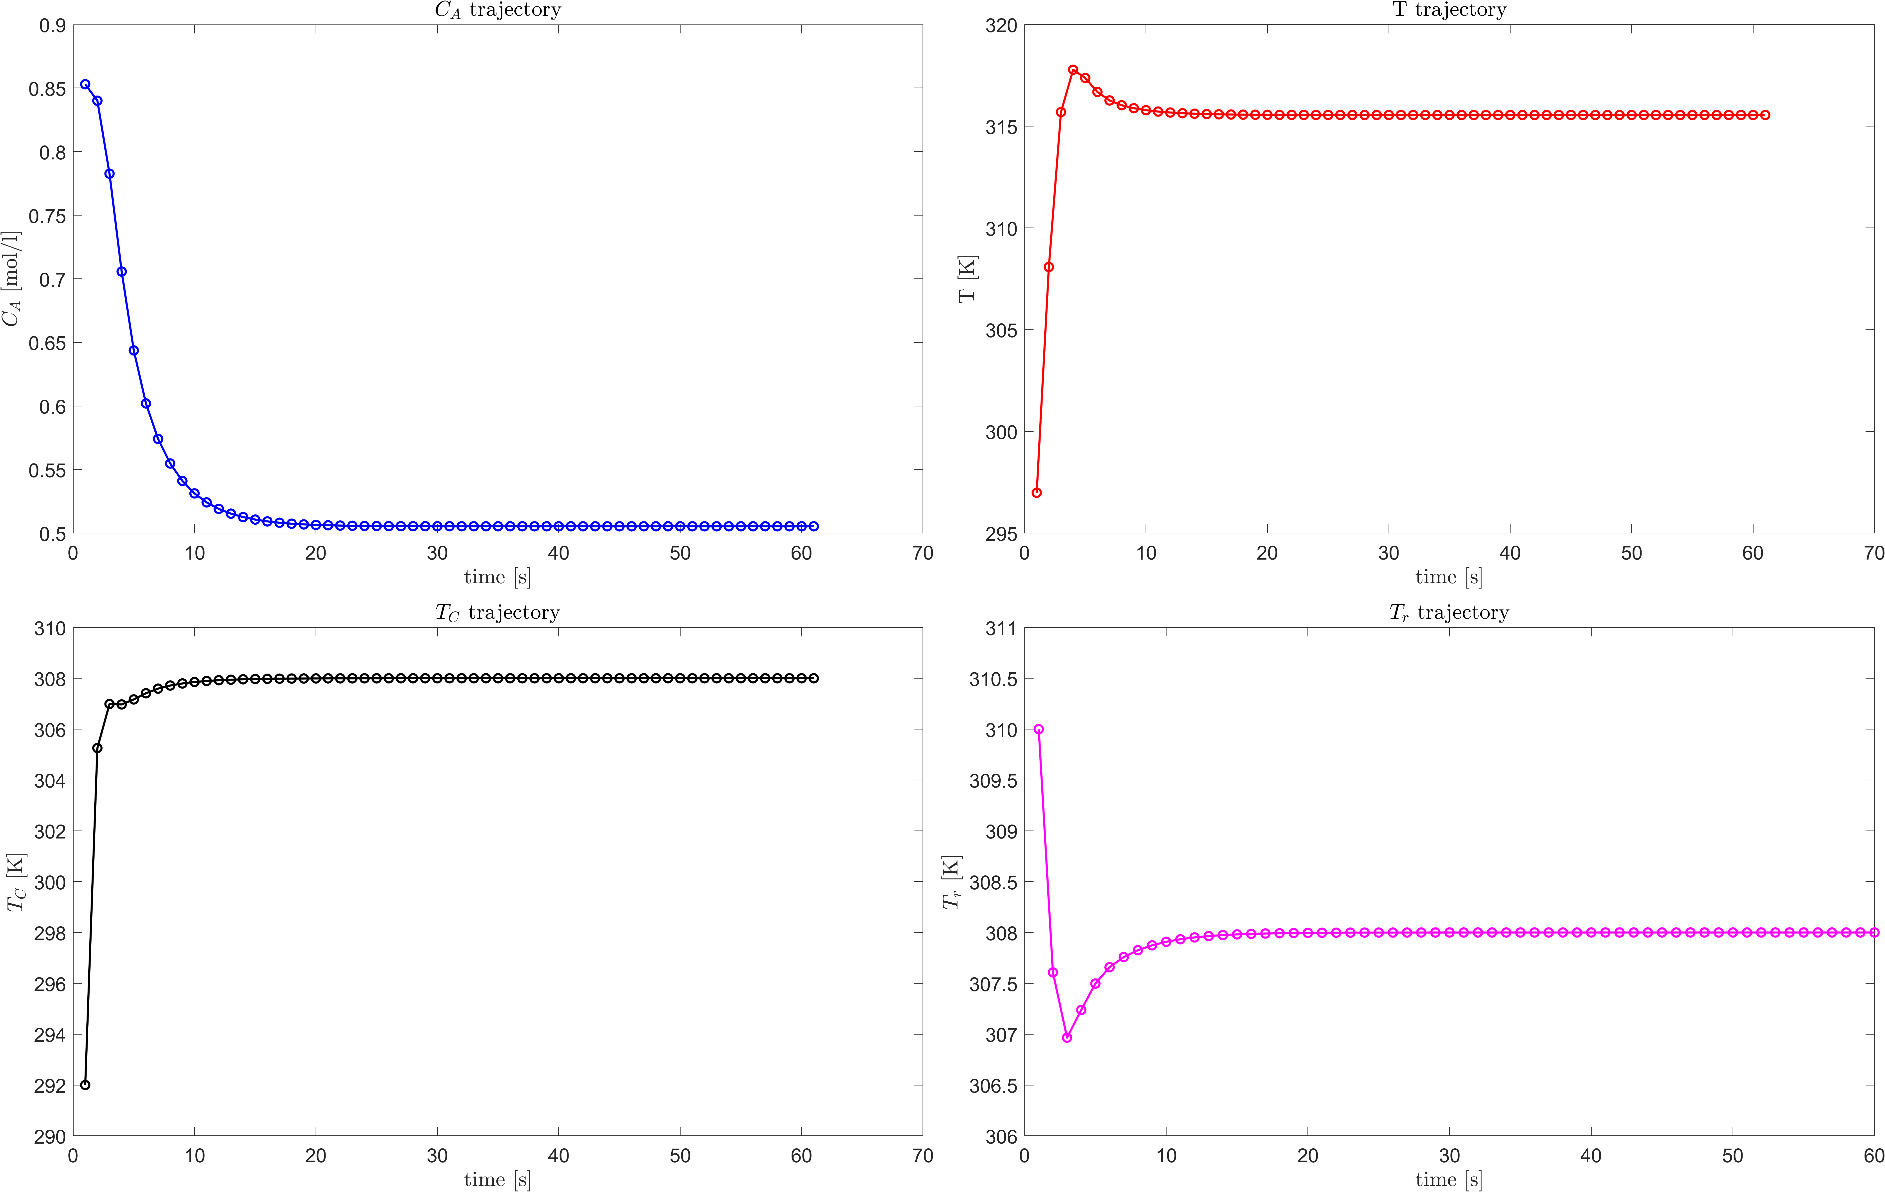 C_A trajectory
0.9
0.85
0.8
0.75
0.7
0.65
0.6
0.55
0.5
C_A [mol/l]
0 10 20 30 40 50 60 70
time [s]
T trajectory
320
315
310
305
300
295
T [K]
0 10 20 30 40 50 60 70
time [s]
T_C trajectory
310
308
306
304
302
300
298
296
294
292
290
T_C [K]
0 10 20 30 40 50 60 70
time [s]
T_r trajectory
311
310.5
310
309.5
309
308.5
308
307.5
307
306.5
306
T_r [K]
0 10 20 30 40 50 60
time [s]